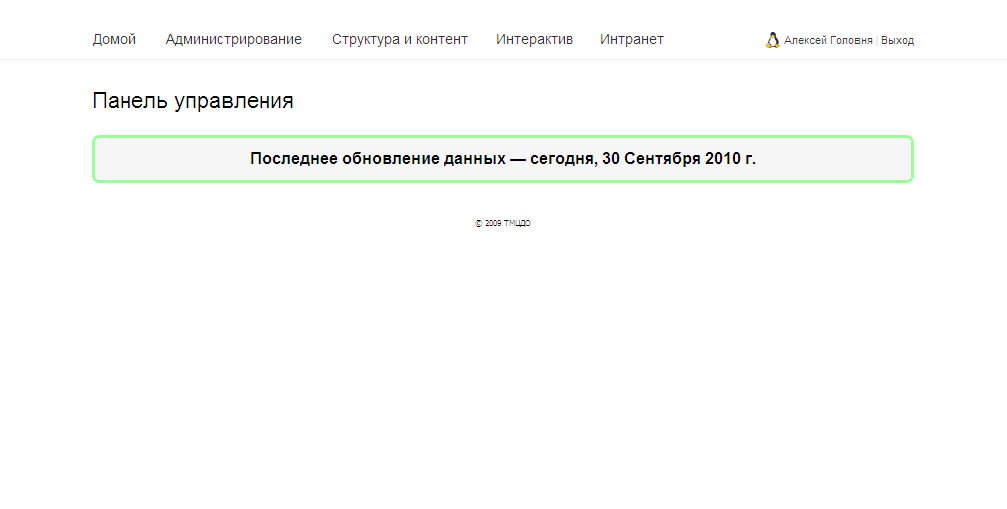 Домой Администрирование Структура и контент Интерактив Интранет Алексей Головня | Выход
Панель управления
Последнее обновление данных — сегодня, 30 Сентября 2010 г.
© 2009 ТМЦДО